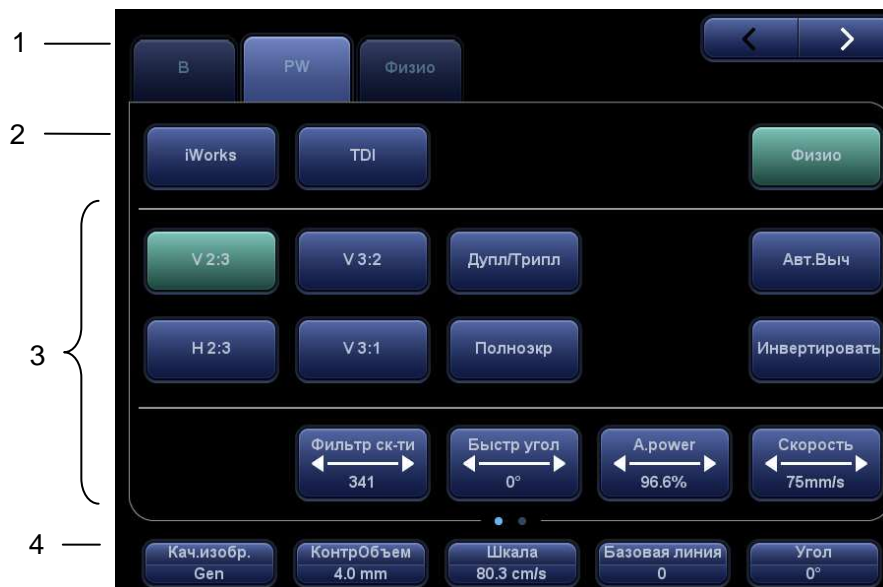 1
B PW Физио
2
iWorks TDI Физио
3
V 2:3 V 3:2 Дупл/Трипл Авт.Выч
H 2:3 V 3:1 Полноэкр Инвертировать
Фильтр ск-ти Быстр угол A.power Скорость
341 0° 96.6% 75mm/s
4
Кач.изобр. КонтрОбъем Шкала Базовая линия Угол
Gen 4.0 mm 80.3 cm/s 0 0°